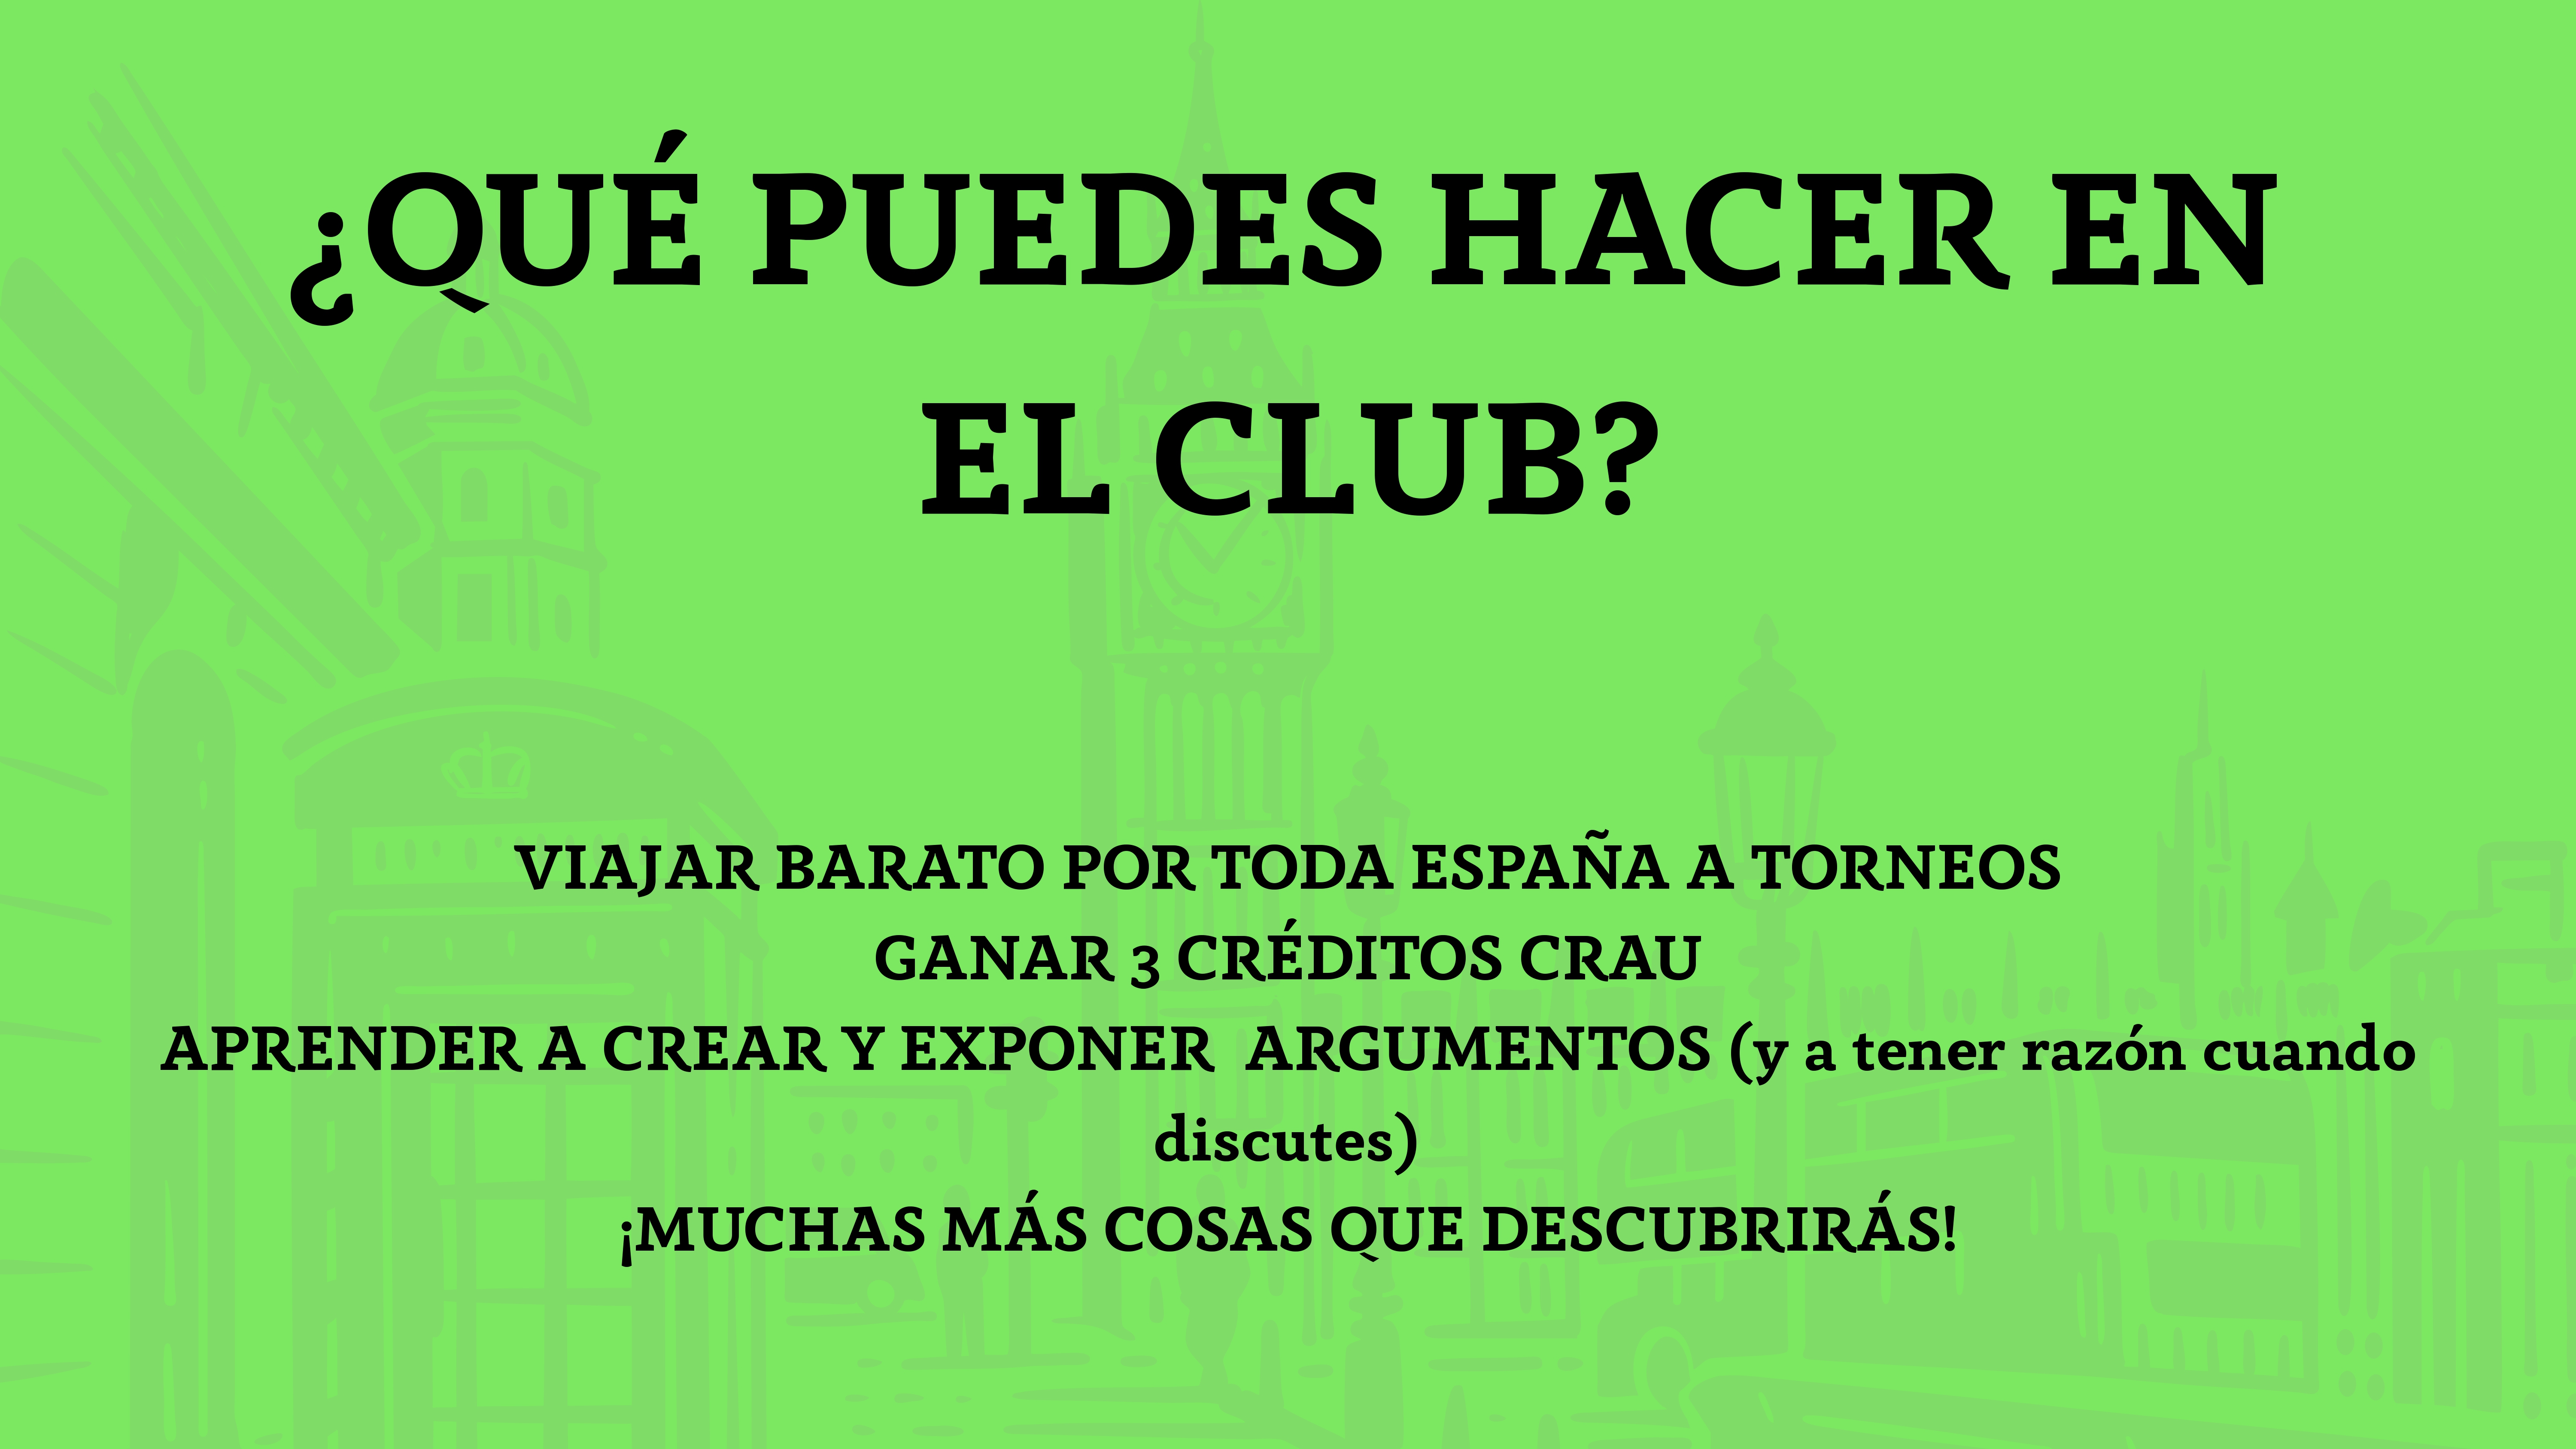 ¿QUÉ PUEDES HACER EN
EL CLUB?
VIAJAR BARATO POR TODA ESPAÑA A TORNEOS
GANAR 3 CRÉDITOS CRAU
APRENDER A CREAR Y EXPONER  ARGUMENTOS (y a tener razón cuando
discutes)
¡MUCHAS MÁS COSAS QUE DESCUBRIRÁS!